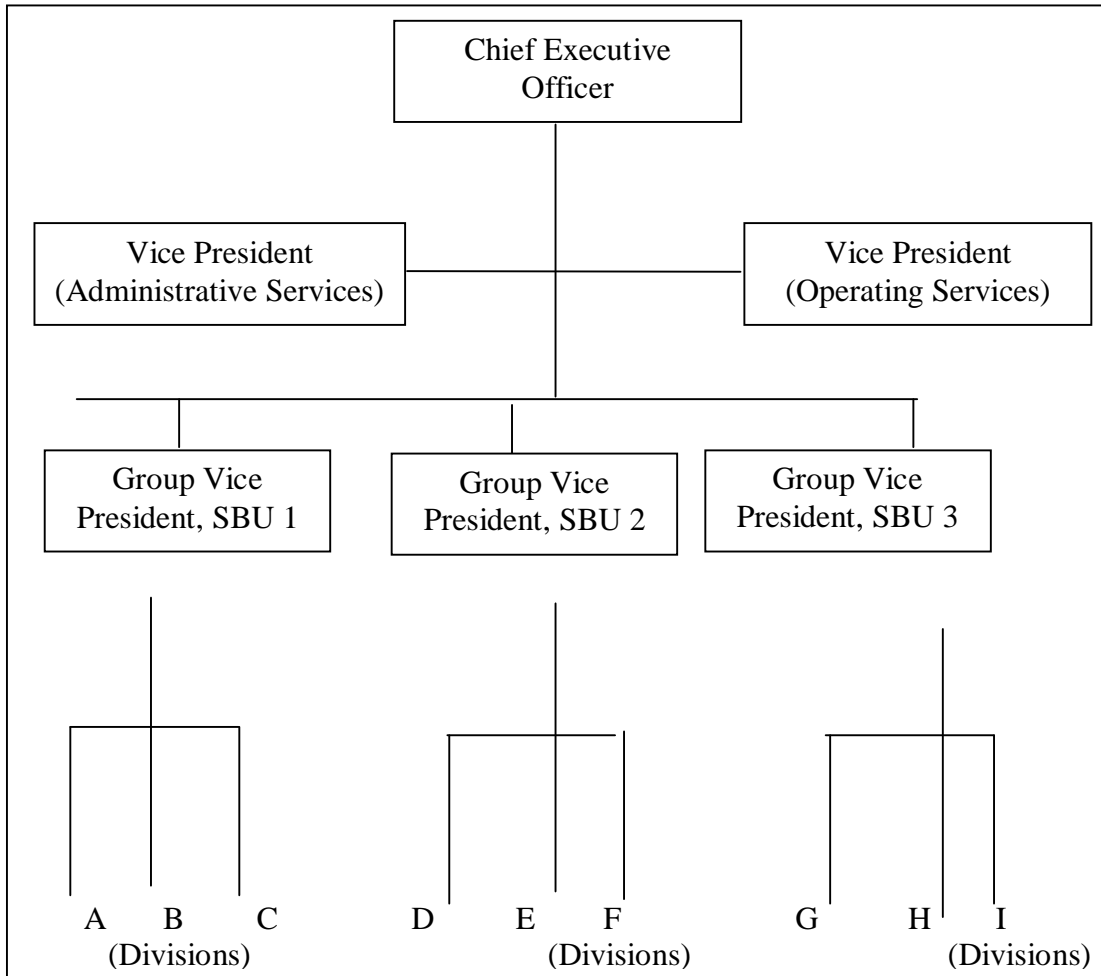 Chief Executive
Officer
Vice President
(Administrative Services)
Vice President
(Operating Services)
Group Vice
President, SBU 1
Group Vice
President, SBU 2
Group Vice
President, SBU 3
A B C
(Divisions)
D E F
(Divisions)
G H I
(Divisions)